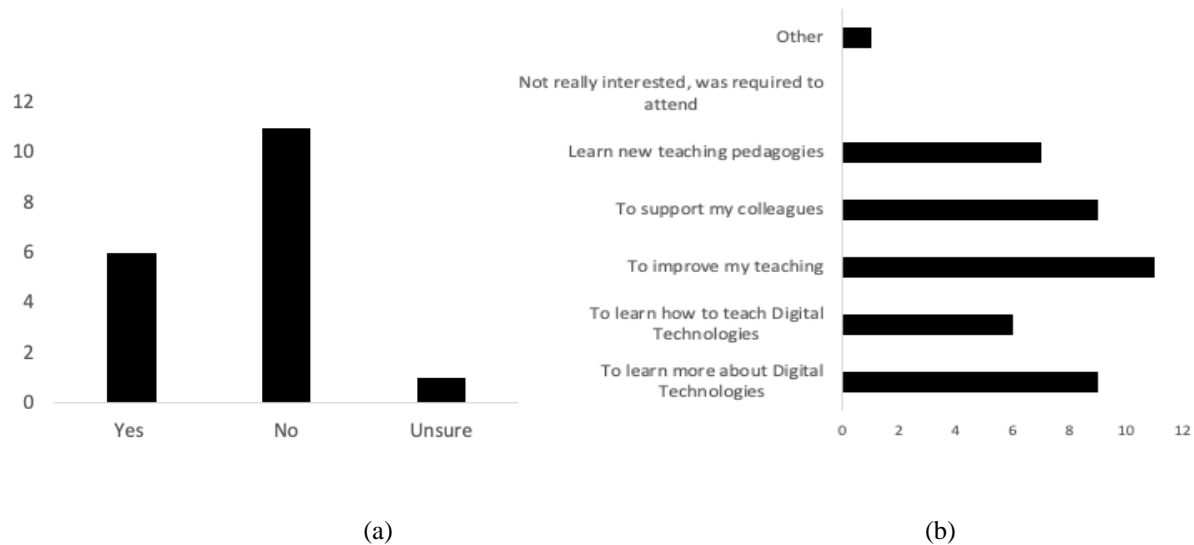 12
10
8
6
4
2
0
Yes No Unsure
Other
Not really interested, was required to
attend
Learn new teaching pedagogies
To support my colleagues
To improve my teaching
To learn how to teach Digital
Technologies
To learn more about Digital
Technologies
0 2 4 6 8 10 12
(a) (b)